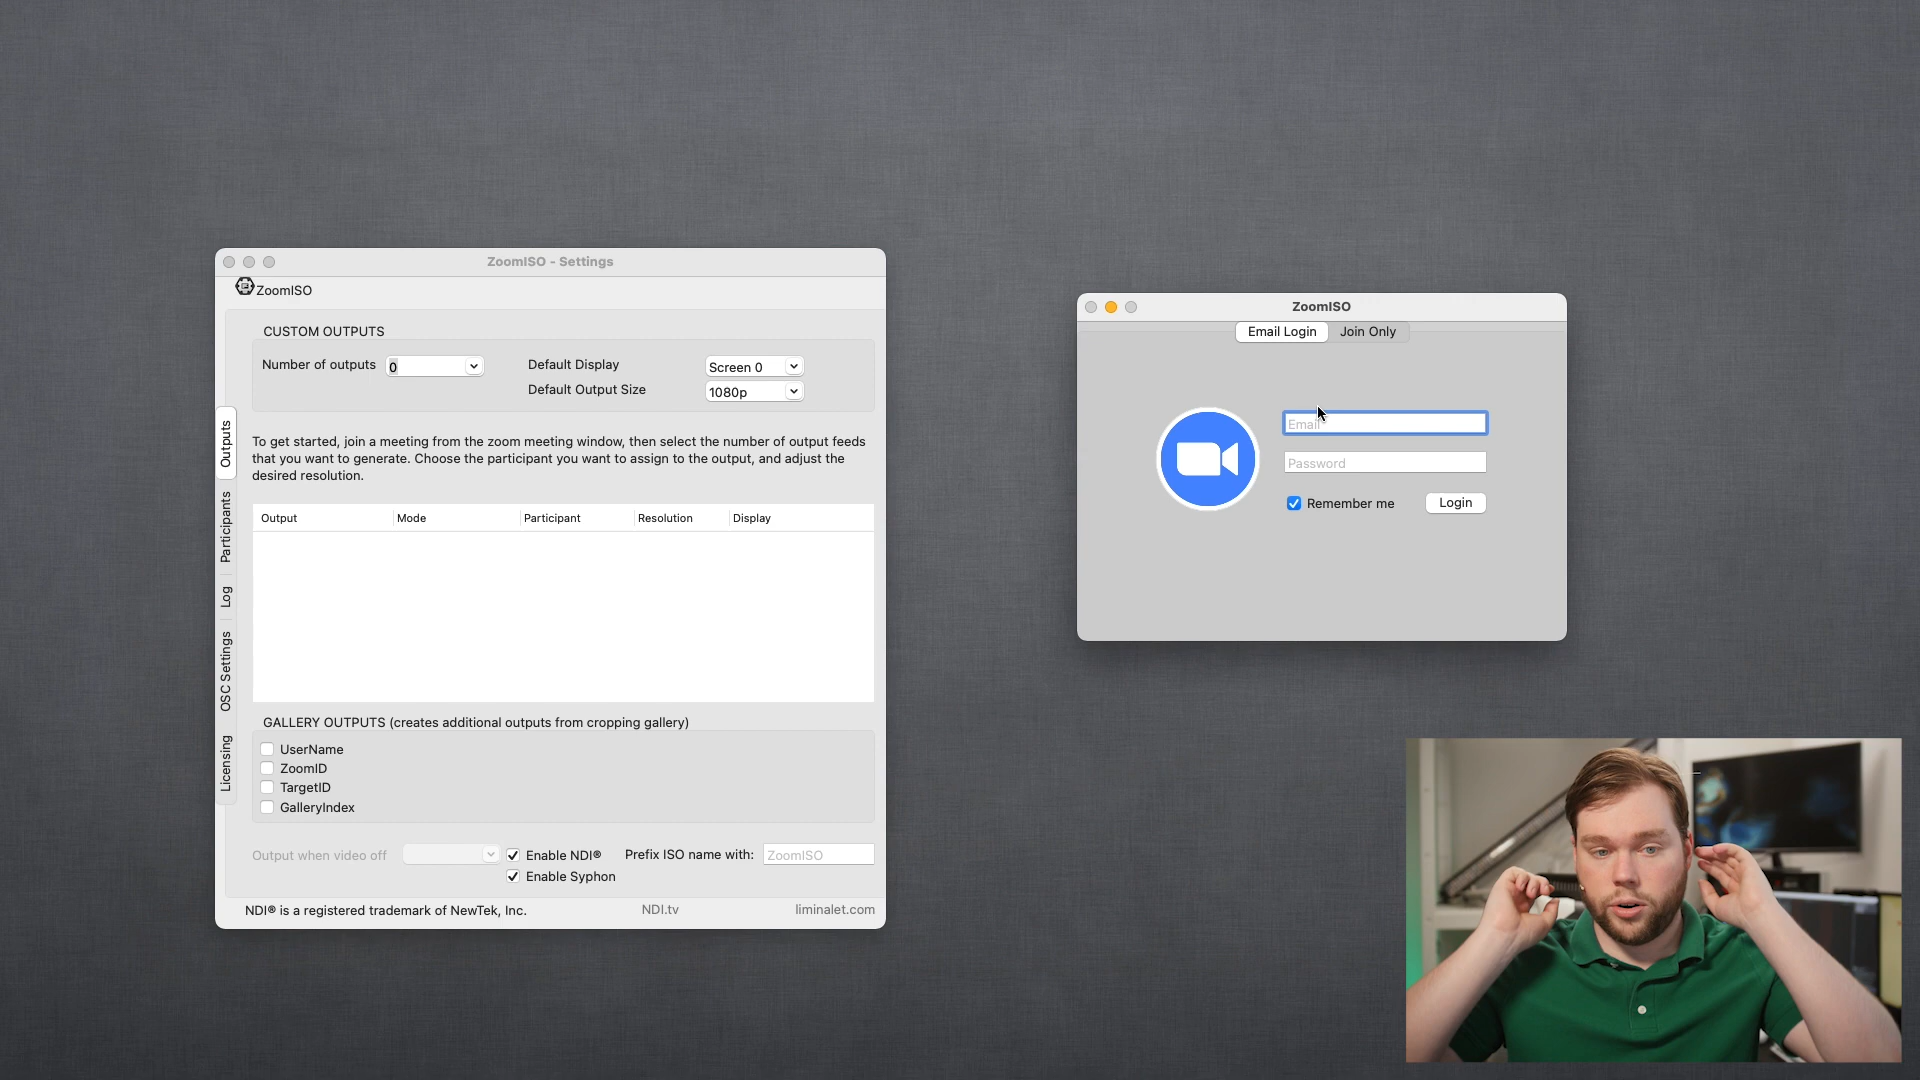 ZoomISO - Settings
ZoomISO
CUSTOM OUTPUTS
Number of outputs 0
Default Display Screen 0
Default Output Size 1080p
Outputs
Participants
Log
OSC Settings
Licensing
To get started, join a meeting from the zoom meeting window, then select the number of output feeds
that you want to generate. Choose the participant you want to assign to the output, and adjust the
desired resolution.
Output Mode Participant Resolution Display
GALLERY OUTPUTS (creates additional outputs from cropping gallery)
UserName
ZoomID
TargetID
GalleryIndex
Output when video off
Enable NDI® Prefix ISO name with: ZoomISO
Enable Syphon
NDI® is a registered trademark of NewTek, Inc. NDI.tv liminalet.com
ZoomISO
Email Login Join Only
Email
Password
Remember me Login